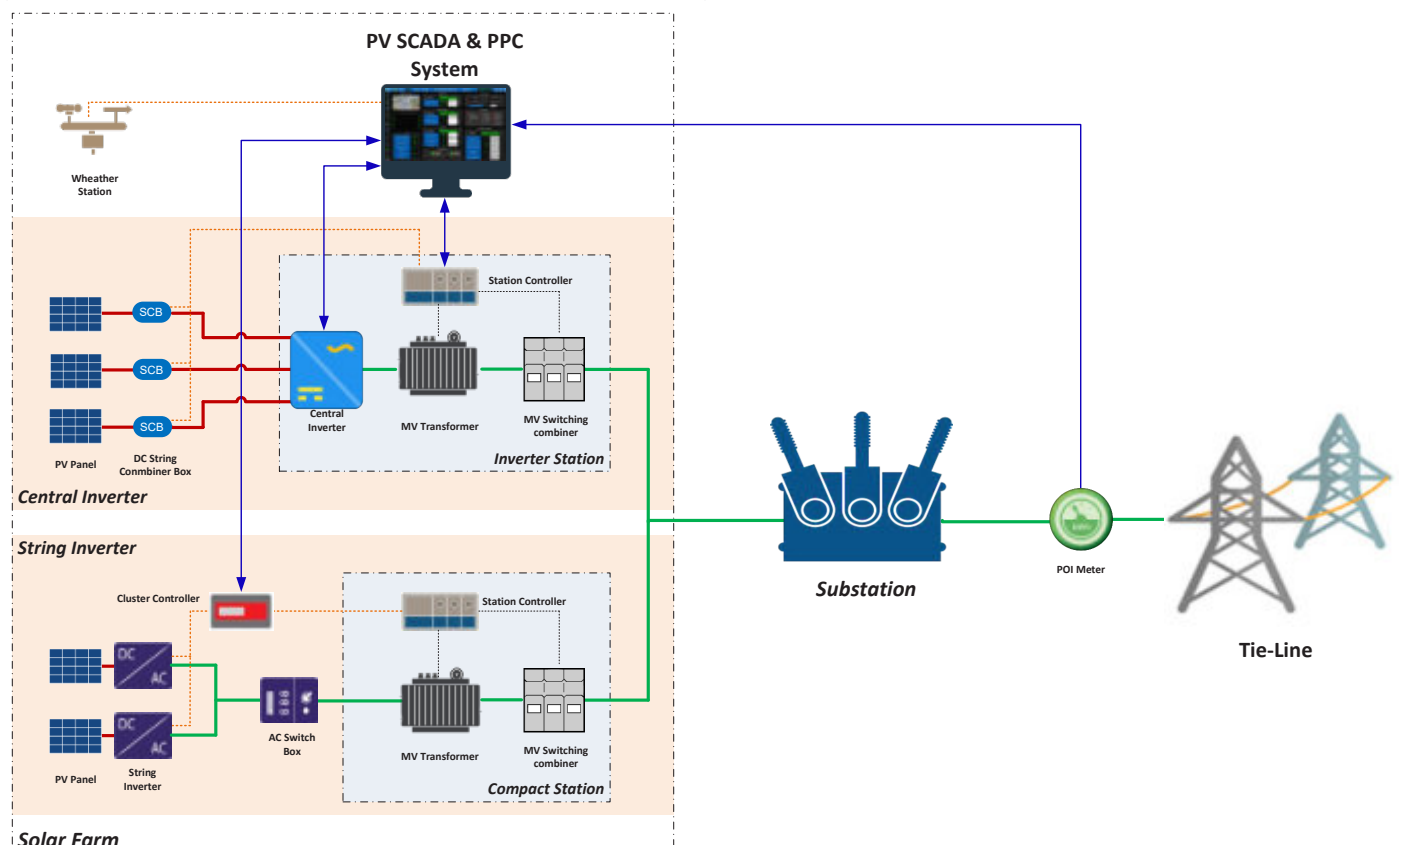 PV SCADA & PPC
System
Wheather
Station
Station Controller
SCB
SCB
SCB
Central
Inverter
MV Transformer
MV Switching
combiner
PV Panel
DC String
Conmbiner Box
Inverter Station
Central Inverter
String Inverter
Cluster Controller
Station Controller
DC
AC
DC
AC
AC Switch
Box
MV Transformer
MV Switching
combiner
PV Panel
String
Inverter
Compact Station
Solar Farm
Substation
POI Meter
Tie-Line